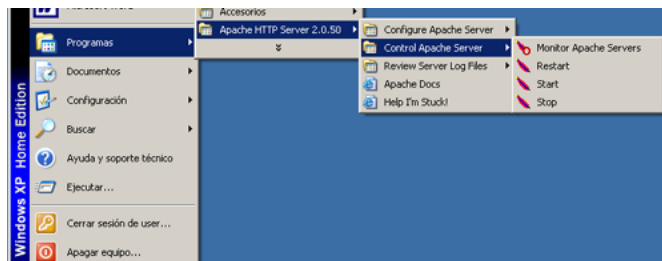 Microsoft Word
Programas
Documentos
Configuración
Buscar
Ayuda y soporte técnico
Ejecutar...
Cerrar sesión de user...
Apagar equipo...
Windows XP Home Edition
Accesorios
Apache HTTP Server 2.0.50
Configure Apache Server
Control Apache Server
Review Server Log Files
Apache Docs
Help I'm Stuck!
Monitor Apache Servers
Restart
Start
Stop